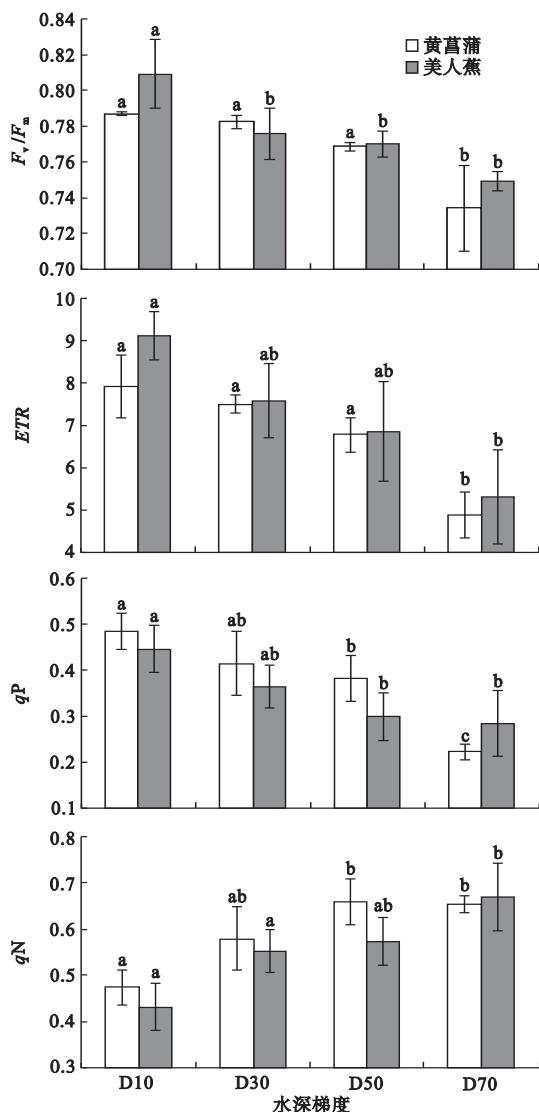 黄菖蒲
美人蕉
Fv/Fm
0.84
0.82
0.80
0.78
0.76
0.74
0.72
0.70
a a a b a b b b
ETR
10
9
8
7
6
5
4
a a a ab a ab b b
qP
0.6
0.5
0.4
0.3
0.2
0.1
a a ab ab b b c b
qN
0.8
0.7
0.6
0.5
0.4
0.3
a a ab a b ab b b
D10 D30 D50 D70
水深梯度